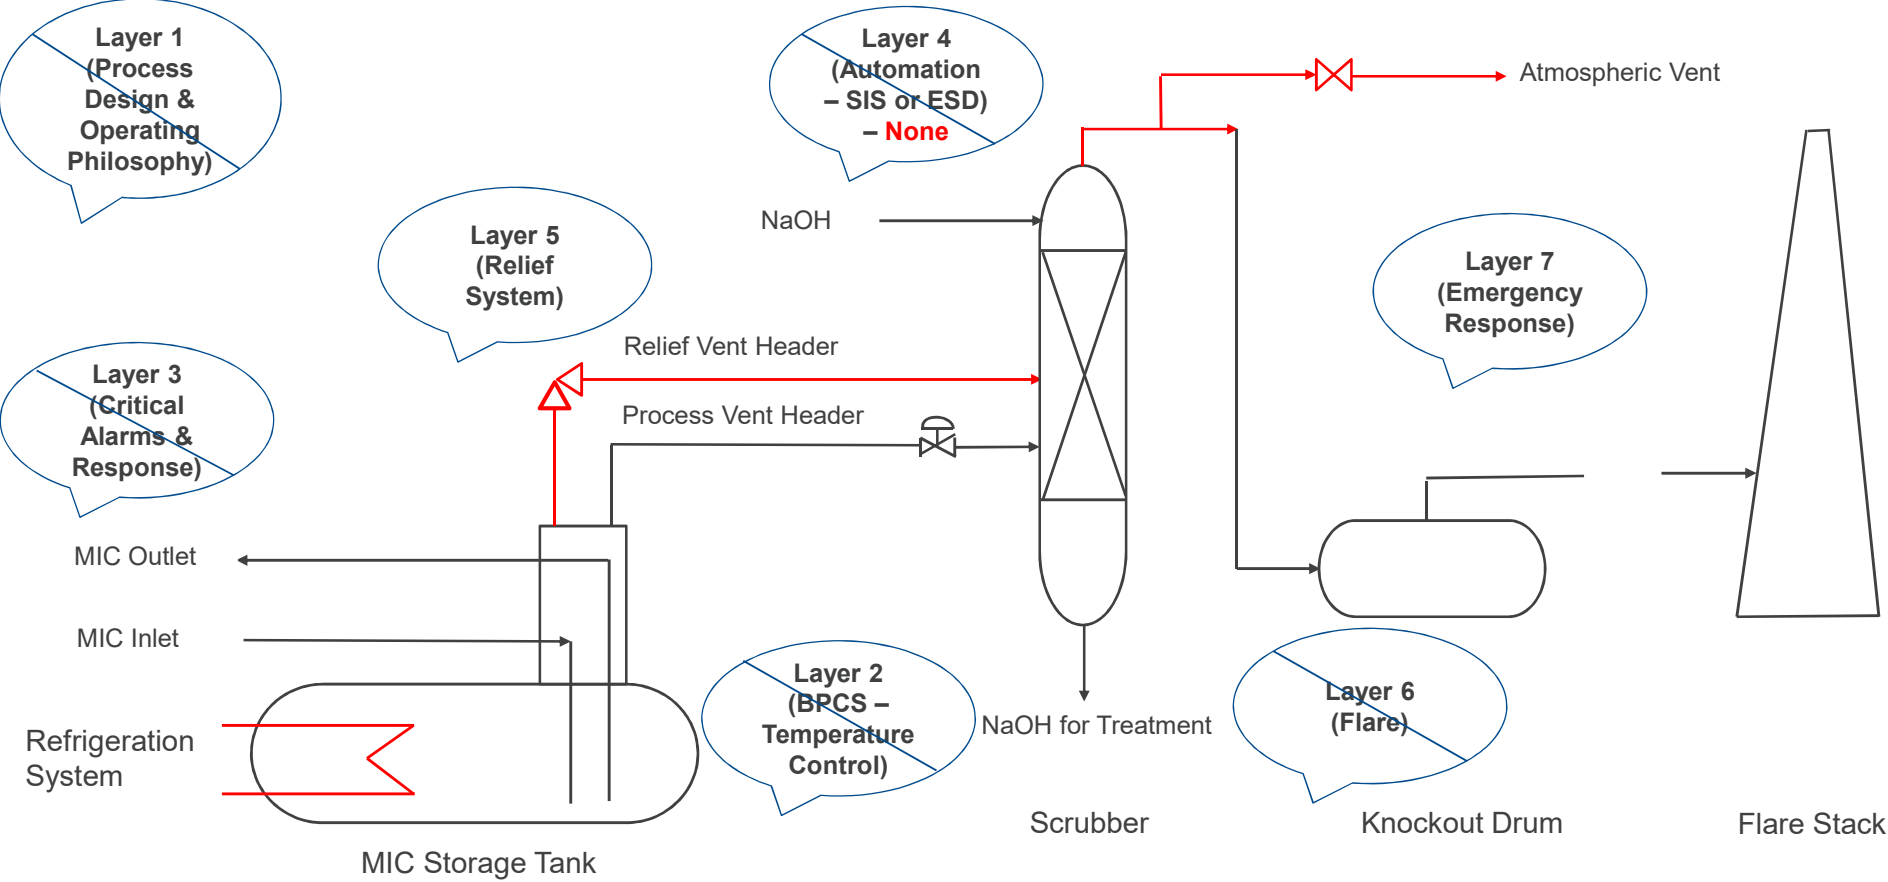 Layer 1
(Process
Design &
Operating
Philosophy)
Layer 4
(Automation
– SIS or ESD)
– None
Atmospheric Vent
NaOH
Layer 5
(Relief
System)
Layer 7
(Emergency
Response)
Relief Vent Header
Layer 3
(Critical
Alarms &
Response)
Process Vent Header
MIC Outlet
MIC Inlet
Layer 2
(BPCS –
Temperature
Control)
NaOH for Treatment
Layer 6
(Flare)
Refrigeration
System
Scrubber
Knockout Drum
Flare Stack
MIC Storage Tank